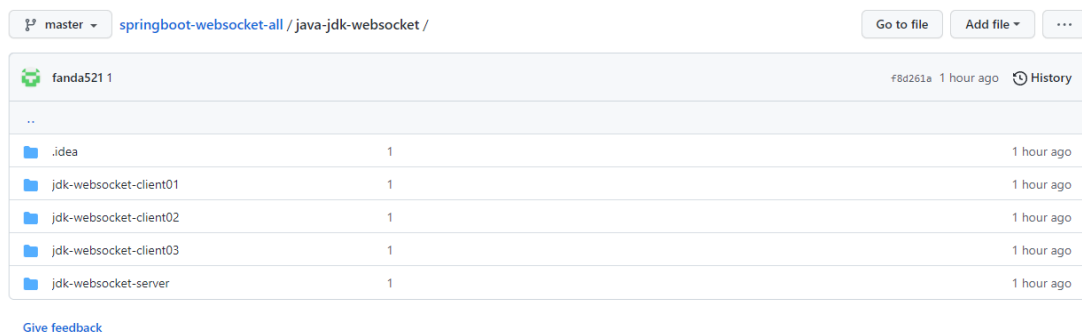 master springboot-websocket-all / java-jdk-websocket / Go to file Add file ...
fanda521 1 f8d261a 1 hour ago History
..
.idea 1 1 hour ago
jdk-websocket-client01 1 1 hour ago
jdk-websocket-client02 1 1 hour ago
jdk-websocket-client03 1 1 hour ago
jdk-websocket-server 1 1 hour ago
Give feedback